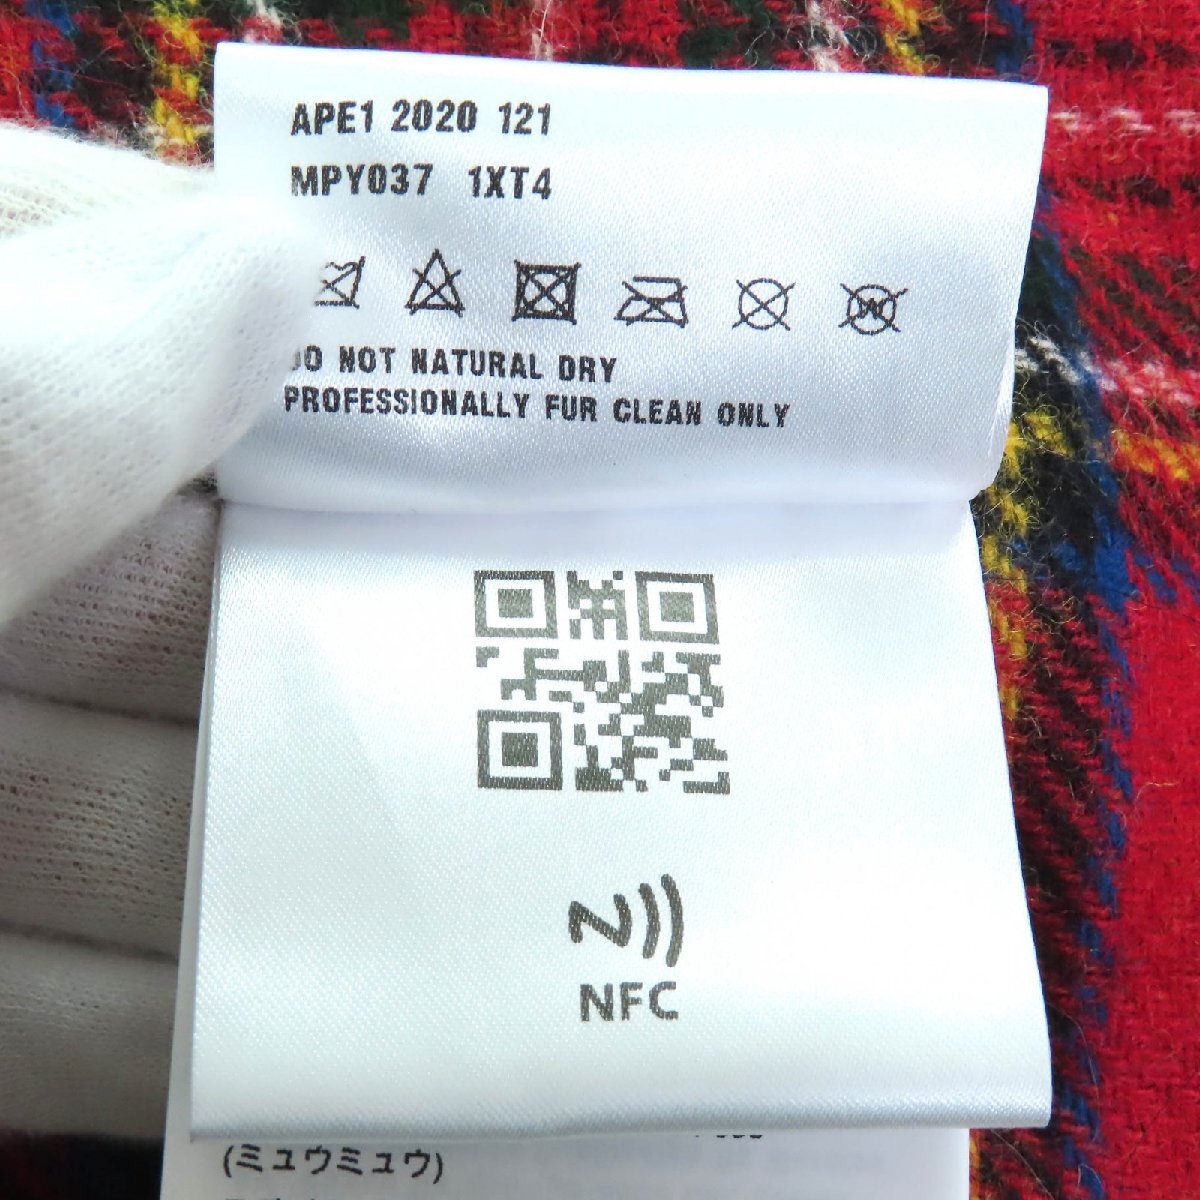 APE1 2020 121
MPY037 1XT4
W
DO NOT NATURAL DRY
PROFESSIONALLY FUR CLEAN ONLY
NFC
(ミュウミュウ)